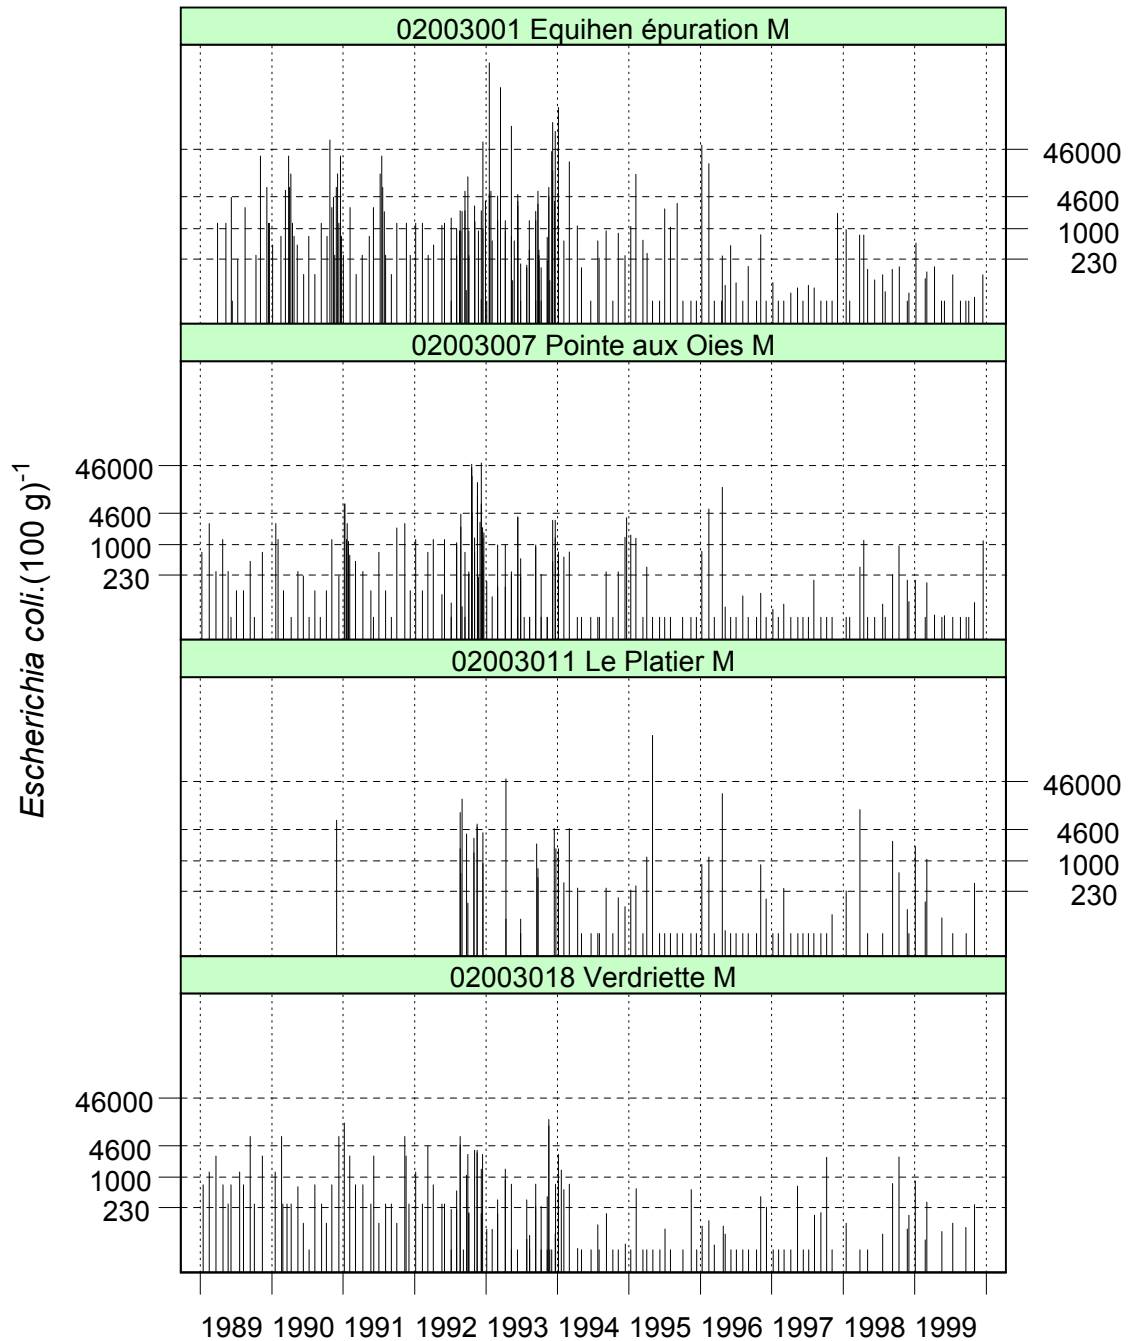 02003001 Equihen épuration M
46000
4600
1000
230
02003007 Pointe aux Oies M
46000
4600
1000
230
02003011 Le Platier M
46000
4600
1000
230
02003018 Verdriette M
46000
4600
1000
230
Escherichia coli.(100 g)-1
1989 1990 1991 1992 1993 1994 1995 1996 1997 1998 1999